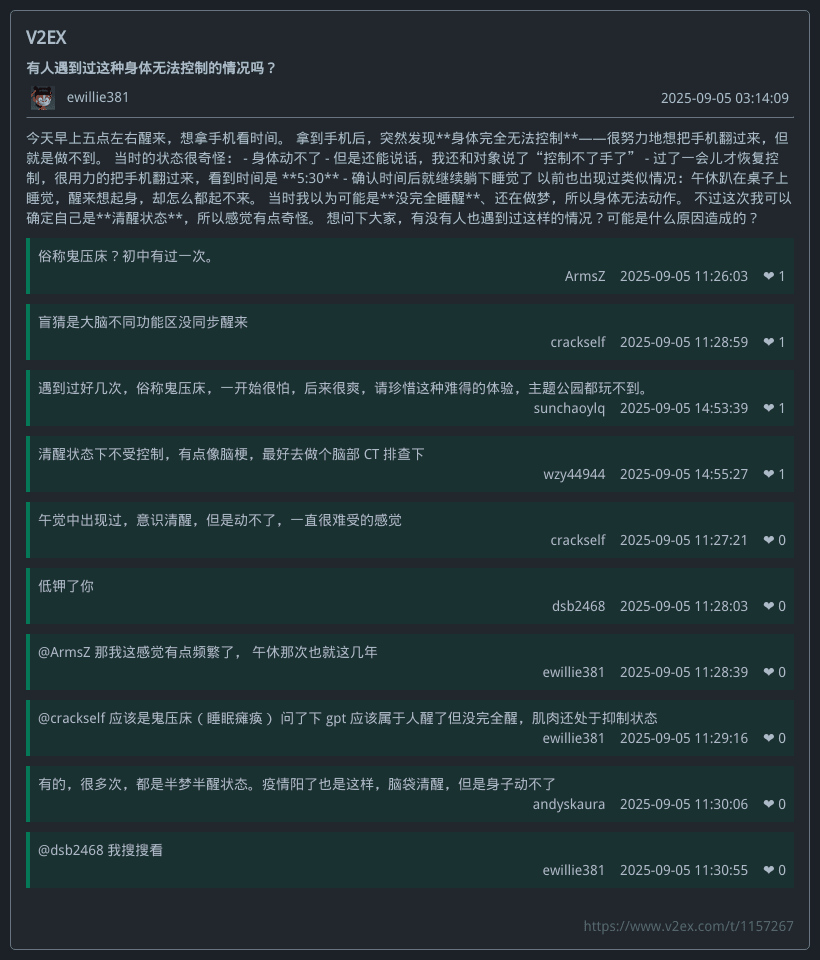 V2EX
有人遇到过这种身体无法控制的情况吗？
ewillie381
2025-09-05 03:14:09
今天早上五点左右醒来，想拿手机看时间。 拿到手机后，突然发现**身体完全无法控制**——很努力地想把手机翻过来，但
就是做不到。 当时的状态很奇怪： - 身体动不了 - 但是还能说话，我还和对象说了“控制不了手了” - 过了一会儿才恢复控
制，很用力的把手机翻过来，看到时间是 **5:30** - 确认时间后就继续躺下睡觉了 以前也出现过类似情况：午休趴在桌子上
睡觉，醒来想起身，却怎么都起不来。 当时我以为可能是**没完全睡醒**、还在做梦，所以身体无法动作。 不过这次我可以
确定自己是**清醒状态**，所以感觉有点奇怪。 想问下大家，有没有人也遇到过这样的情况？可能是什么原因造成的？
俗称鬼压床？初中有过一次。
ArmsZ 2025-09-05 11:26:03 ❤ 1
盲猜是大脑不同功能区没同步醒来
crackself 2025-09-05 11:28:59 ❤ 1
遇到过好几次，俗称鬼压床，一开始很怕，后来很爽，请珍惜这种难得的体验，主题公园都玩不到。
sunchaoylq 2025-09-05 14:53:39 ❤ 1
清醒状态下不受控制，有点像脑梗，最好去做个脑部 CT 排查下
wzy44944 2025-09-05 14:55:27 ❤ 1
午觉中出现过，意识清醒，但是动不了，一直很难受的感觉
crackself 2025-09-05 11:27:21 ❤ 0
低钾了你
dsb2468 2025-09-05 11:28:03 ❤ 0
@ArmsZ 那我这感觉有点频繁了， 午休那次也就这几年
ewillie381 2025-09-05 11:28:39 ❤ 0
@crackself 应该是鬼压床（睡眠瘫痪）问了下 gpt 应该属于人醒了但没完全醒，肌肉还处于抑制状态
ewillie381 2025-09-05 11:29:16 ❤ 0
有的，很多次，都是半梦半醒状态。疫情阳了也是这样，脑袋清醒，但是身子动不了
andyskaura 2025-09-05 11:30:06 ❤ 0
@dsb2468 我搜搜看
ewillie381 2025-09-05 11:30:55 ❤ 0
https://www.v2ex.com/t/1157267